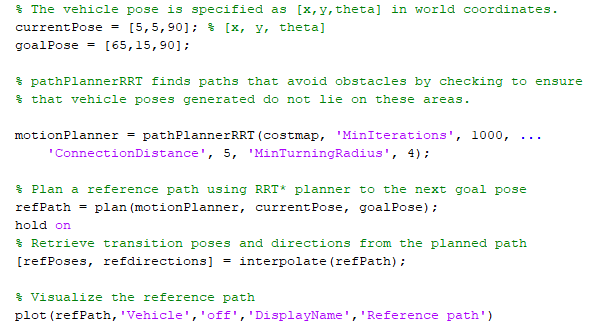 % The vehicle pose is specified as [x,y,theta] in world coordinates.
currentPose = [5,5,90]; % [x, y, theta]
goalPose = [65,15,90];
% pathPlannerRRT finds paths that avoid obstacles by checking to ensure
% that vehicle poses generated do not lie on these areas.
motionPlanner = pathPlannerRRT(costmap, 'MinIterations', 1000, ...
'ConnectionDistance', 5, 'MinTurningRadius', 4);
% Plan a reference path using RRT* planner to the next goal pose
refPath = plan(motionPlanner, currentPose, goalPose);
hold on
% Retrieve transition poses and directions from the planned path
[refPoses, refdirections] = interpolate(refPath);
% Visualize the reference path
plot(refPath,'Vehicle','off','DisplayName','Reference path')